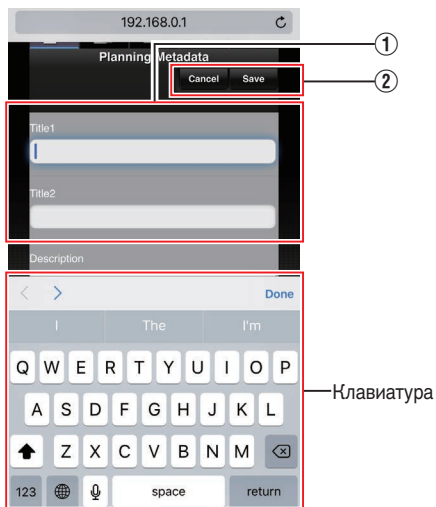 192.168.0.1
Planning Metadata
①
Cancel Save
②
Title1
Title2
Description
Done
I The I'm
Q W E R T Y U I O P
A S D F G H J K L
Клавиатура
Z X C V B N M
123 space return